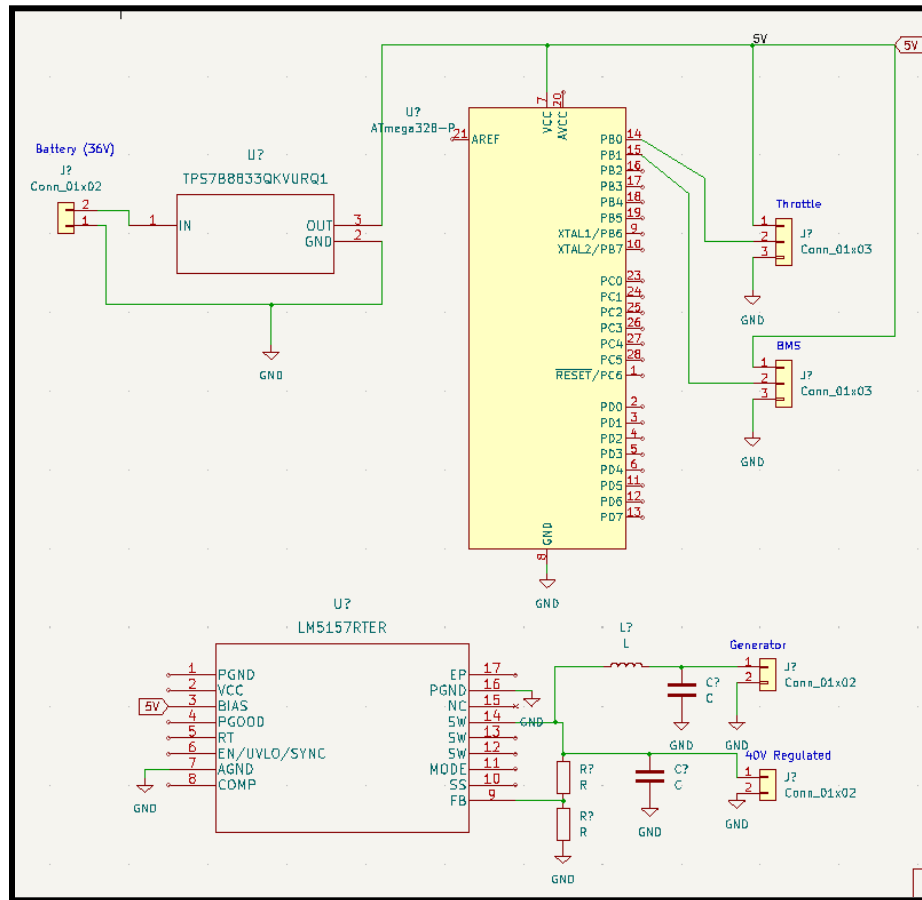 5V
5V
U?
ATmega328-P
7
20
VCC
AVCC
21
AREF
PB0 14
PB1 15
PB2 16
PB3 17
PB4 18
PB5 19
XTAL1/PB6 9
XTAL2/PB7 10
PC0 23
PC1 24
PC2 25
PC3 26
PC4 27
PC5 28
RESET/PC6 1
PD0 2
PD1 3
PD2 4
PD3 5
PD4 6
PD5 11
PD6 12
PD7 13
GND
8
GND
Battery (36V)
J?
Conn_01x02
2
1
U?
TPS7B8833QKVURQ1
1 IN
OUT 3
GND 2
GND
Throttle
1
2
3
J?
Conn_01x03
GND
BMS
1
2
3
J?
Conn_01x03
GND
U?
LM5157RTER
1 PGND
2 VCC
5V
3 BIAS
4 PGOOD
5 RT
6 EN/UVLO/SYNC
7 AGND
8 COMP
GND
EP 17
PGND 16
NC 15
SW 14
SW 13
SW 12
MODE 11
SS 10
FB 9
GND
L?
L
C?
C
GND
Generator
1
2
J?
Conn_01x02
GND
R?
R
R?
R
GND
C?
C
GND
40V Regulated
1
2
J?
Conn_01x02
GND